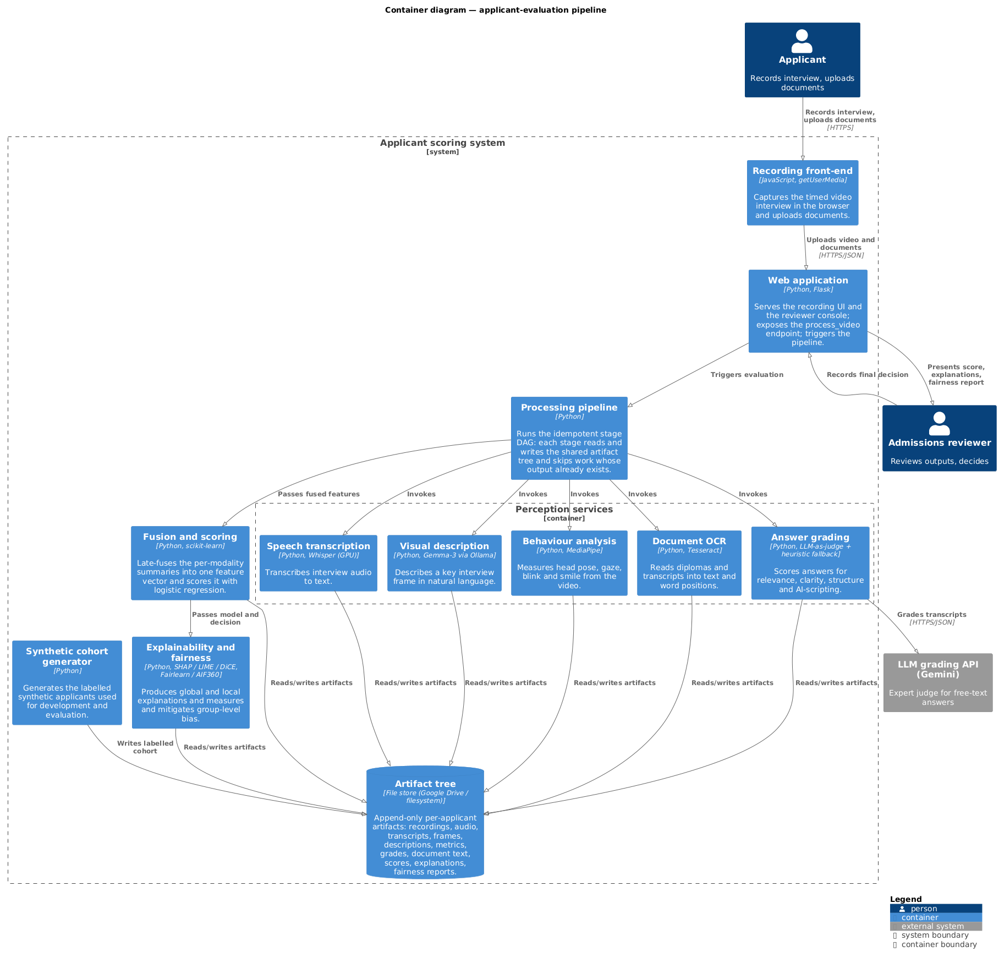 Container diagram — applicant-evaluation pipeline
Applicant
Records interview, uploads
documents
Records interview,
uploads documents
[HTTPS]
Applicant scoring system
[system]
Recording front-end
[JavaScript, getUserMedia]
Captures the timed video
interview in the browser
and uploads documents.
Uploads video and
documents
[HTTPS/JSON]
Web application
[Python, Flask]
Serves the recording UI and
the reviewer console;
exposes the process_video
endpoint; triggers the
pipeline.
Triggers evaluation
Records final decision
Presents score,
explanations,
fairness report
Processing pipeline
[Python]
Runs the idempotent stage
DAG: each stage reads and
writes the shared artifact
tree and skips work whose
output already exists.
Admissions reviewer
Reviews outputs, decides
Passes fused features
Invokes
Invokes
Invokes
Invokes
Invokes
Perception services
[container]
Fusion and scoring
[Python, scikit-learn]
Late-fuses the per-modality
summaries into one feature
vector and scores it with
logistic regression.
Speech transcription
[Python, Whisper (GPU)]
Transcribes interview audio
to text.
Visual description
[Python, Gemma-3 via Ollama]
Describes a key interview
frame in natural language.
Behaviour analysis
[Python, MediaPipe]
Measures head pose, gaze,
blink and smile from the
video.
Document OCR
[Python, Tesseract]
Reads diplomas and
transcripts into text and
word positions.
Answer grading
[Python, LLM-as-judge +
heuristic fallback]
Scores answers for
relevance, clarity, structure
and AI-scripting.
Passes model and
decision
Grades transcripts
[HTTPS/JSON]
Synthetic cohort
generator
[Python]
Generates the labelled
synthetic applicants used
for development and
evaluation.
Explainability and
fairness
[Python, SHAP / LIME / DiCE,
Fairlearn / AIF360]
Produces global and local
explanations and measures
and mitigates group-level
bias.
Reads/writes artifacts
Reads/writes artifacts
Reads/writes artifacts
Reads/writes artifacts
Reads/writes artifacts
Reads/writes artifacts
LLM grading API
(Gemini)
Expert judge for free-text
answers
Writes labelled
cohort
Reads/writes artifacts
Artifact tree
[File store (Google Drive /
filesystem)]
Append-only per-applicant
artifacts: recordings, audio,
transcripts, frames,
descriptions, metrics,
grades, document text,
scores, explanations,
fairness reports.
Legend
person
container
external system
system boundary
container boundary